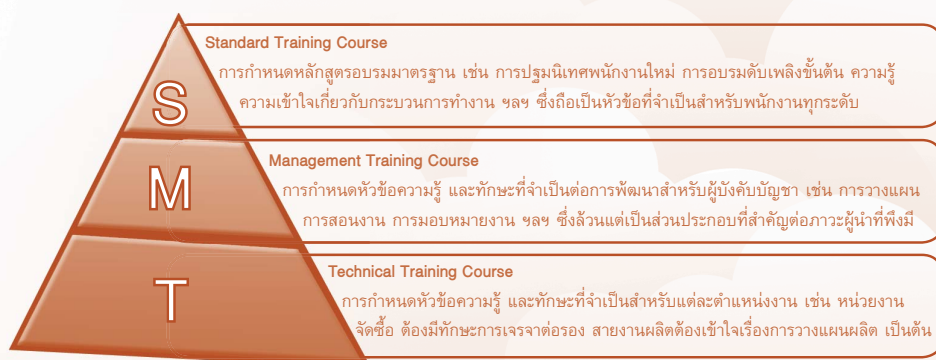 Standard Training Course
การกำหนดหลักสูตรอบรมมาตรฐาน เช่น การปฐมนิเทศพนักงานใหม่ การอบรมดับเพลิงขั้นต้น ความรู้
ความเข้าใจเกี่ยวกับกระบวนการทำงาน ฯลฯ ซึ่งถือเป็นหัวข้อที่จำเป็นสำหรับพนักงานทุกระดับ
S
Management Training Course
การกำหนดหัวข้อความรู้ และทักษะที่จำเป็นต่อการพัฒนาสำหรับผู้บังคับบัญชา เช่น การวางแผน
การสอนงาน การมอบหมายงาน ฯลฯ ซึ่งล้วนแต่เป็นส่วนประกอบที่สำคัญต่อภาวะผู้นำที่พึงมี
M
Technical Training Course
การกำหนดหัวข้อความรู้ และทักษะที่จำเป็นสำหรับแต่ละตำแหน่งงาน เช่น หน่วยงาน
จัดซื้อ ต้องมีทักษะการเจรจาต่อรอง สายงานผลิตต้องเข้าใจเรื่องการวางแผนผลิต เป็นต้น
T